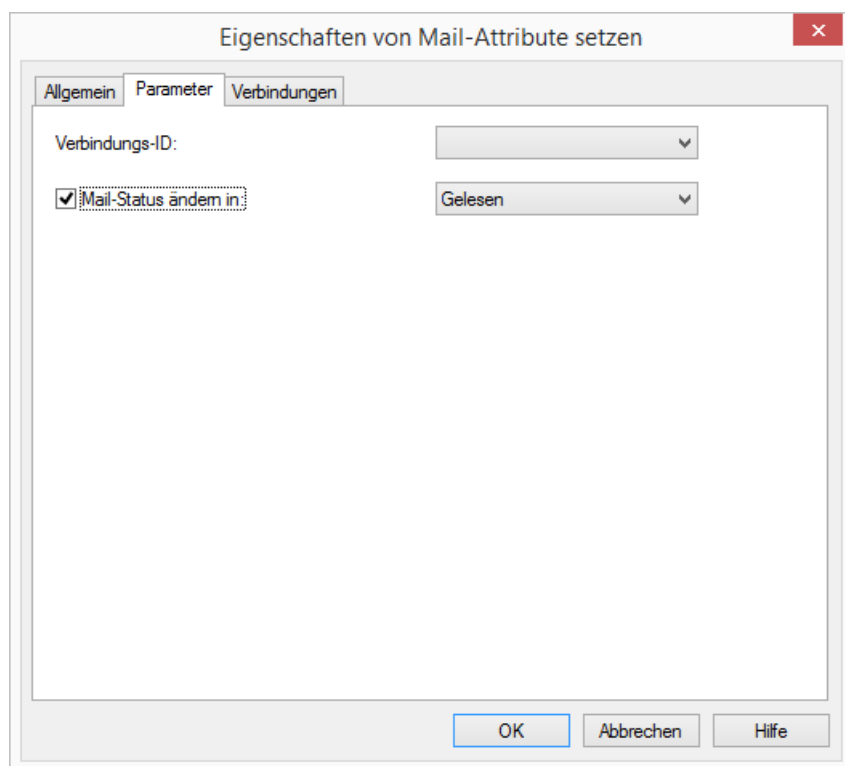 Eigenschaften von Mail-Attribute setzen
Allgemein Parameter Verbindungen
Verbindungs-ID:
Mail-Status ändern in: Gelesen
OK Abbrechen Hilfe